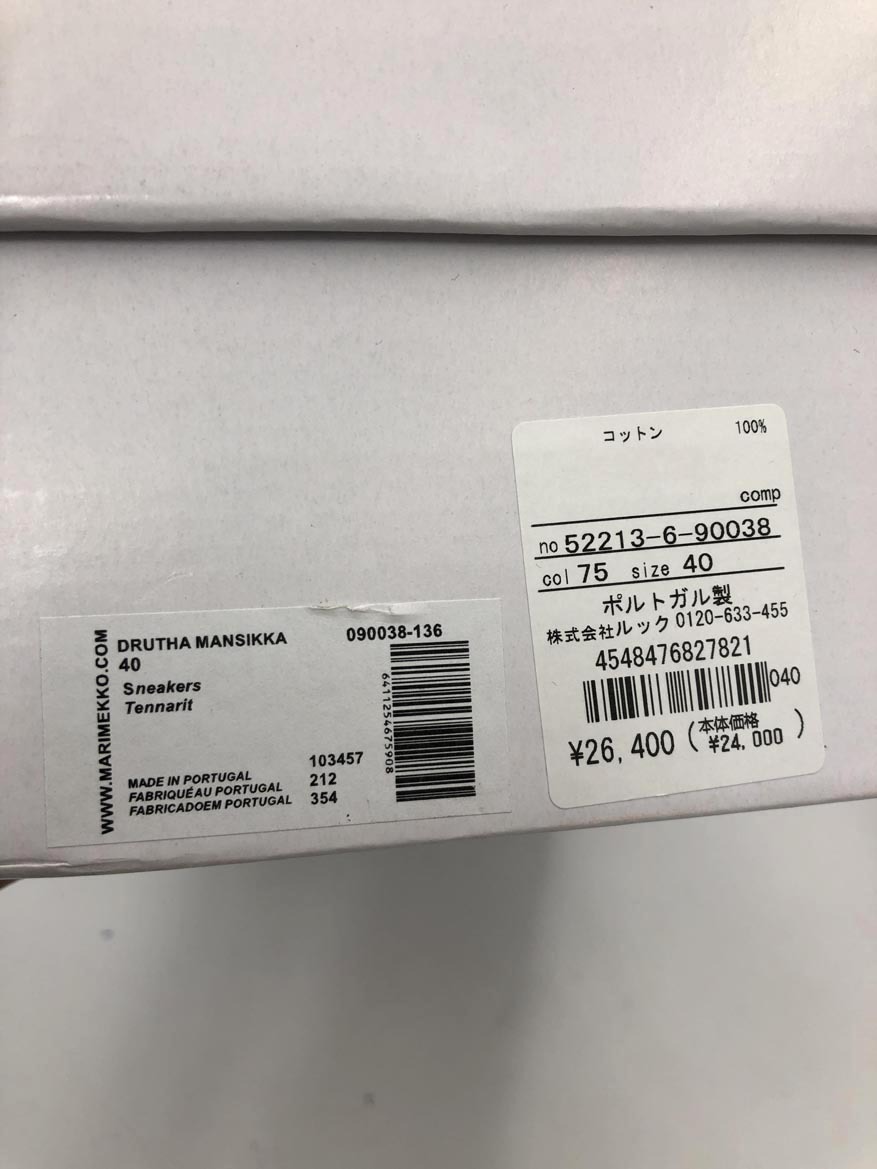 WWW.MARIMEKKO.COM
DRUTHA MANSIKKA 090038-136
40
Sneakers
Tennarit
6411254675908
103457
MADE IN PORTUGAL 212
FABRIQUÉAU PORTUGAL 354
FABRICADOEM PORTUGAL
コットン 100%
comp
no 52213-6-90038
col 75 size 40
ポルトガル製
株式会社ルック 0120-633-455
4548476827821
040
¥26,400 (本体価格 ¥24,000)